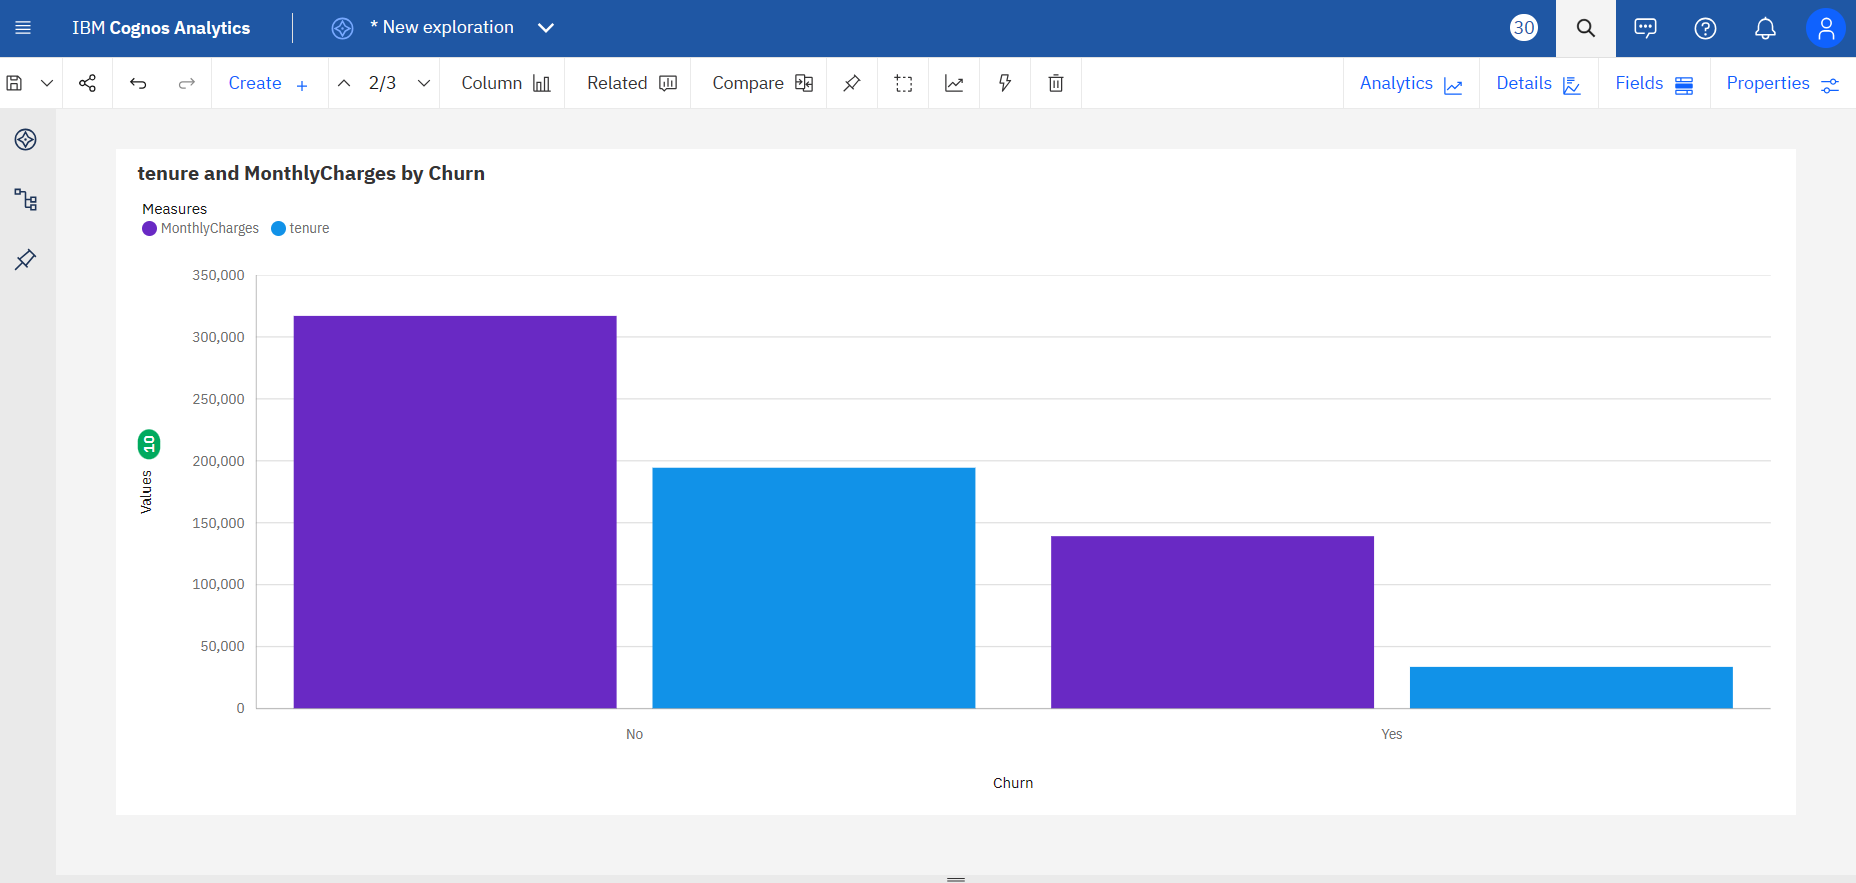 IBM Cognos Analytics
* New exploration
30
Create
2/3
Column
Related
Compare
Analytics
Details
Fields
Properties
tenure and MonthlyCharges by Churn
Measures
MonthlyCharges
tenure
350,000
300,000
250,000
200,000
150,000
100,000
50,000
0
Values
10
No
Yes
Churn